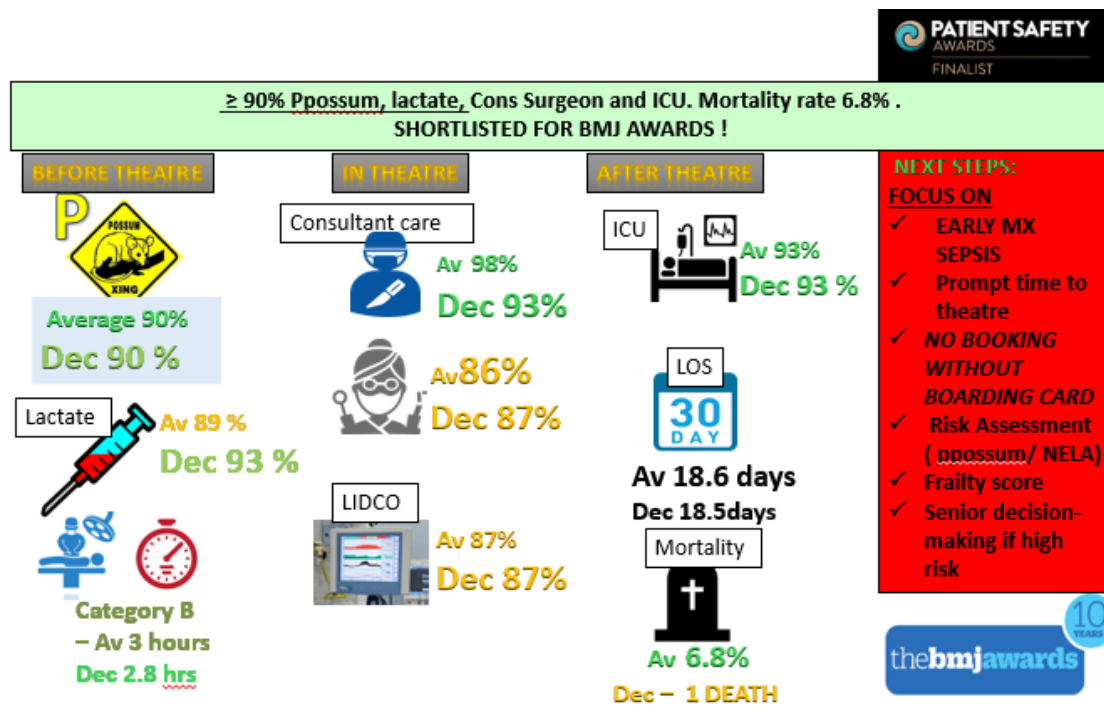 PATIENT SAFETY
AWARDS
FINALIST
≥ 90% Ppossum, lactate, Cons Surgeon and ICU. Mortality rate 6.8% .
SHORTLISTED FOR BMJ AWARDS !
BEFORE THEATRE
P
POSSUM
XING
Average 90%
Dec 90 %
Lactate
Av 89 %
Dec 93 %
Category B
– Av 3 hours
Dec 2.8 hrs
IN THEATRE
Consultant care
Av 98%
Dec 93%
Av86%
Dec 87%
LIDCO
Av 87%
Dec 87%
AFTER THEATRE
ICU
Av 93%
Dec 93 %
LOS
30
DAY
Av 18.6 days
Dec 18.5days
Mortality
Av 6.8%
Dec – 1 DEATH
NEXT STEPS:
FOCUS ON
✓ EARLY MX
SEPSIS
✓ Prompt time to
theatre
✓ NO BOOKING
WITHOUT
BOARDING CARD
✓ Risk Assessment
( ppossum/ NELA)
✓ Frailty score
✓ Senior decision-
making if high
risk
10
YEARS
thebmjawards